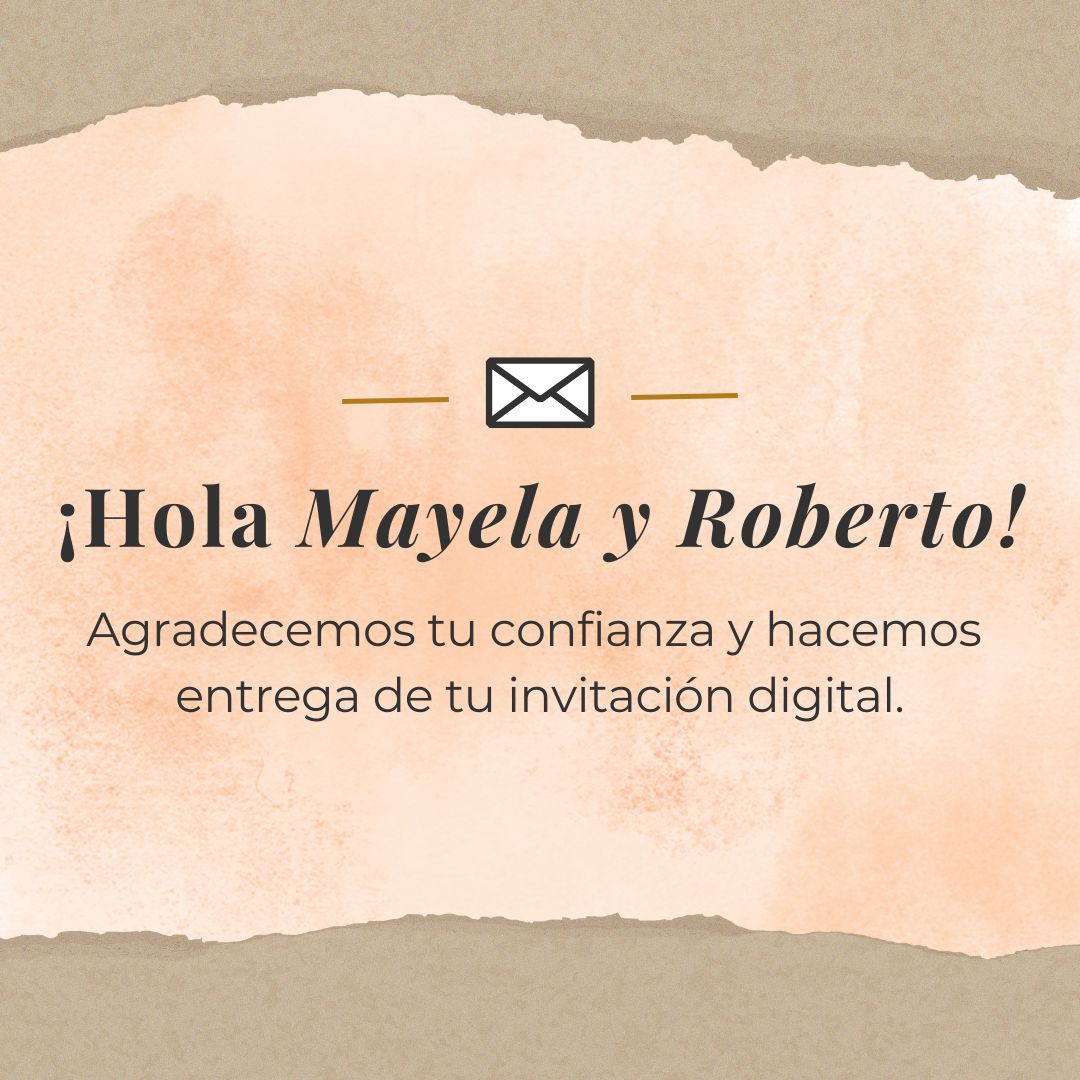 ¡Hola Mayela y Roberto!
Agradecemos tu confianza y hacemos
entrega de tu invitación digital.